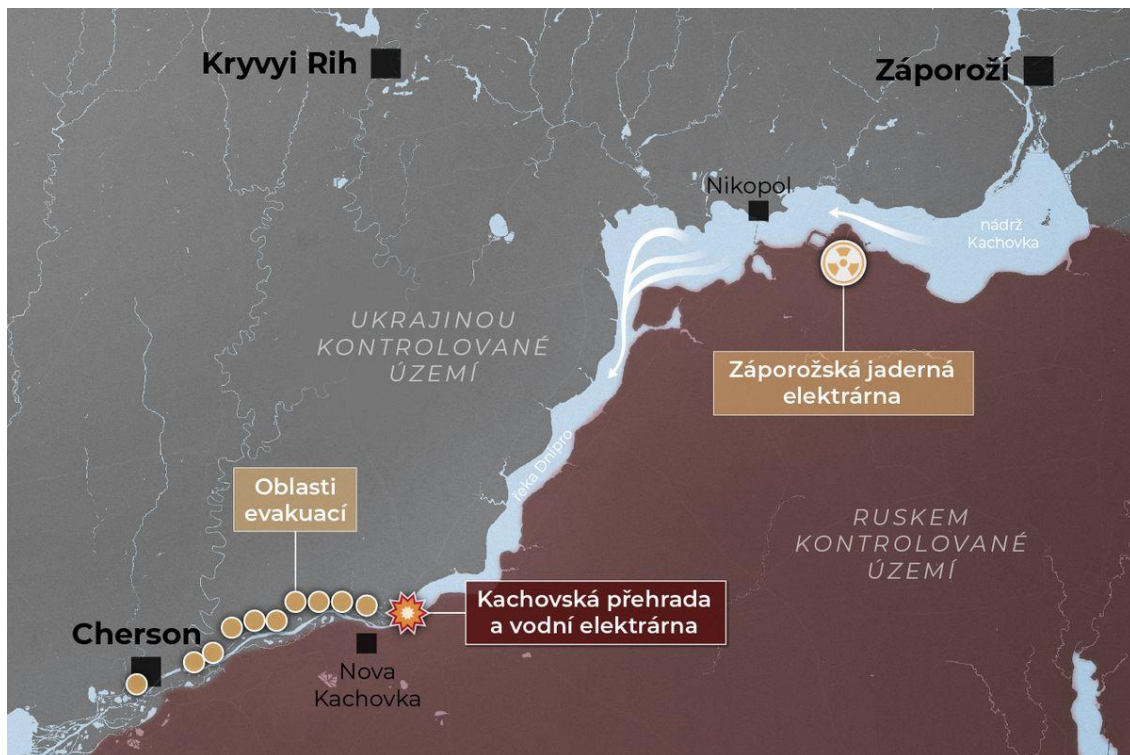 Kryvyi Rih
Záporoží
Nikopol
nádrž
Kachovka
UKRAJINOU
KONTROLOVANÉ
ÚZEMÍ
Záporožská jaderná
elektrárna
řeka Dnipro
Oblasti
evakuací
RUSKEM
KONTROLOVANÉ
ÚZEMÍ
Kachovská přehrada
a vodní elektrárna
Cherson
Nova
Kachovka